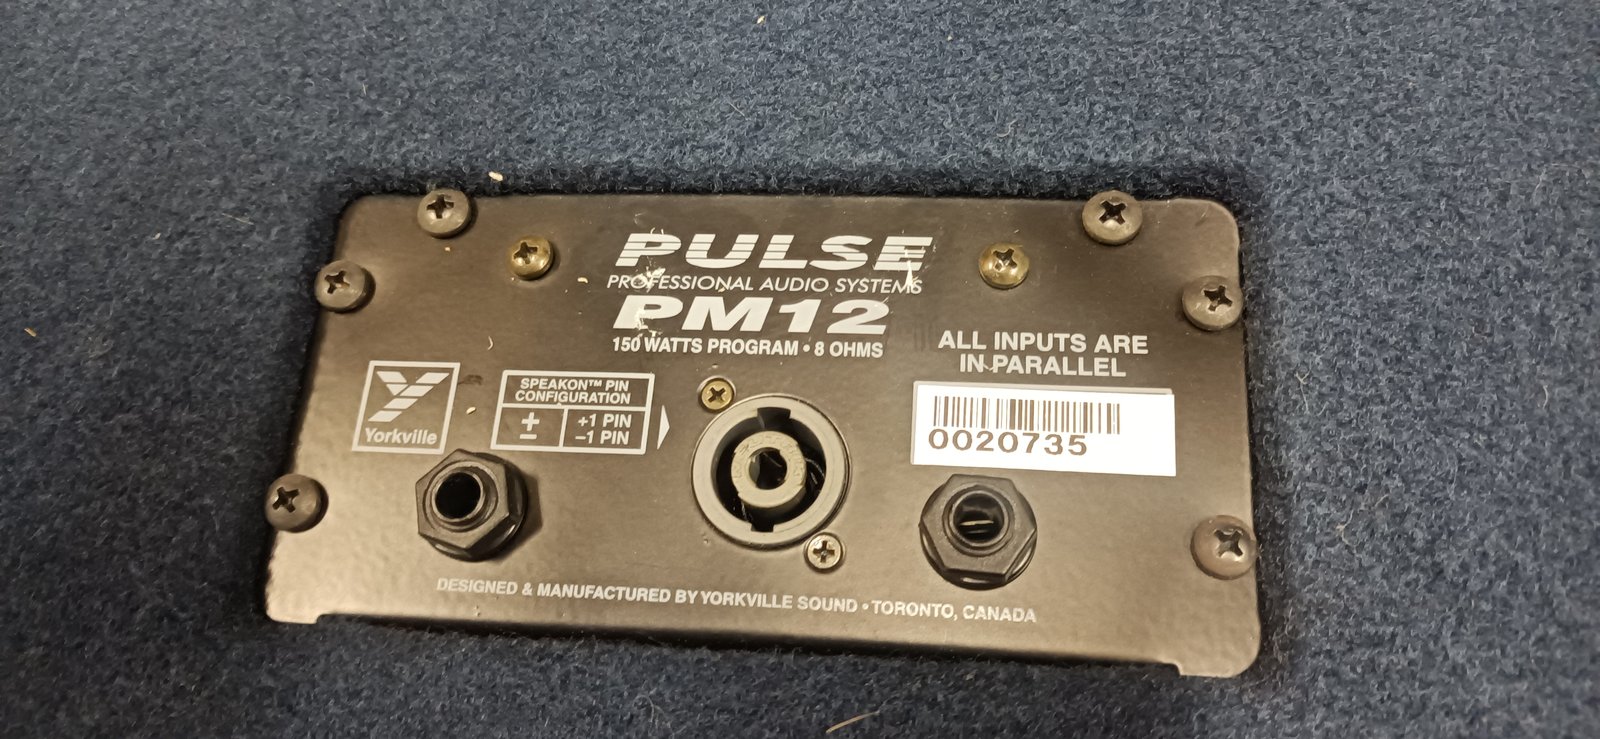 PULSE
PROFESSIONAL AUDIO SYSTEMS
PM12
150 WATTS PROGRAM • 8 OHMS
ALL INPUTS ARE
IN PARALLEL
Yorkville
SPEAKON™ PIN
CONFIGURATION
+ +1 PIN
− −1 PIN
0020735
DESIGNED & MANUFACTURED BY YORKVILLE SOUND • TORONTO, CANADA